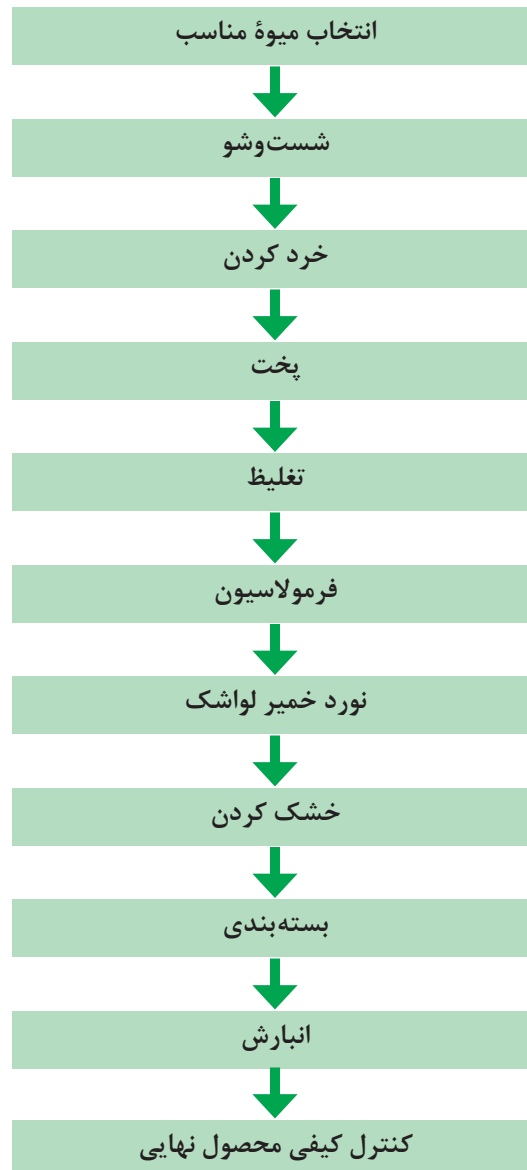 انتخاب میوۀ مناسب
شست‌وشو
خرد کردن
پخت
تغلیظ
فرمولاسیون
نورد خمیر لواشک
خشک کردن
بسته‌بندی
انبارش
کنترل کیفی محصول نهایی